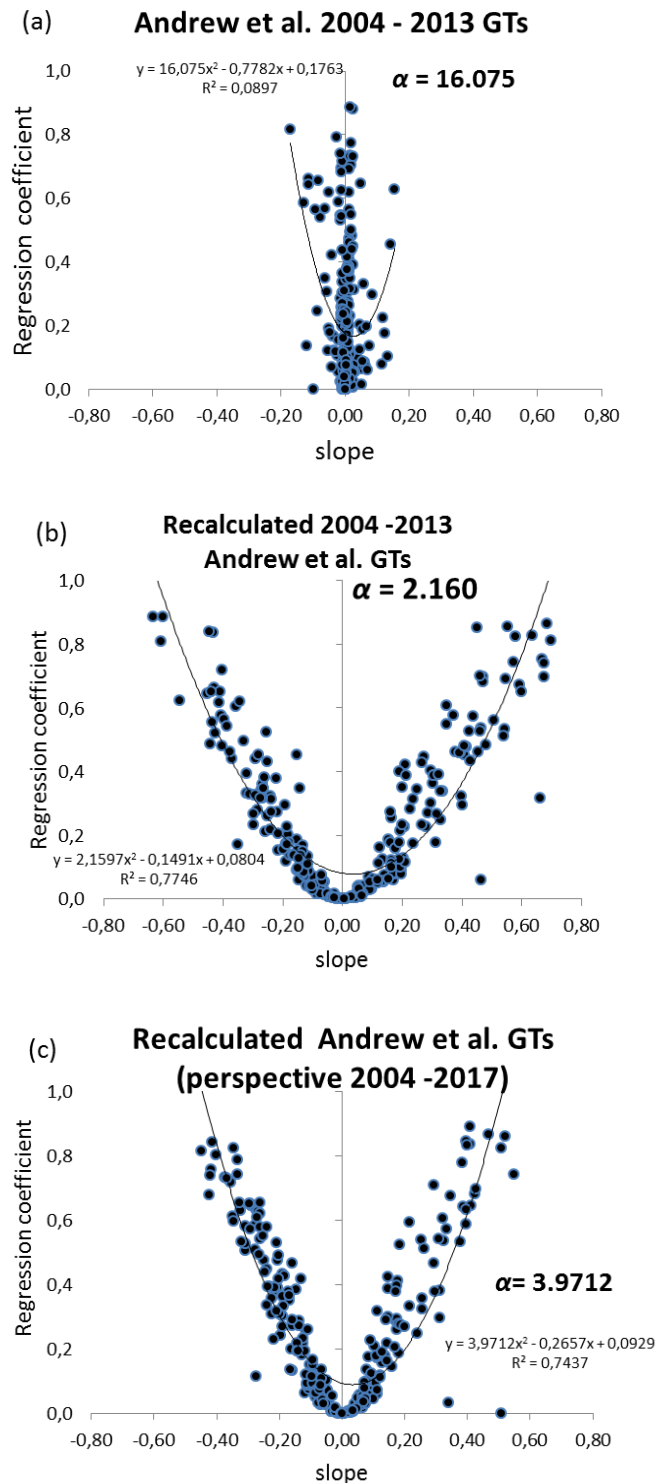 (a)
Andrew et al. 2004 - 2013 GTs
y = 16,075x² - 0,7782x + 0,1763
R² = 0,0897
α = 16.075
Regression coefficient
1,0
0,8
0,6
0,4
0,2
0,0
-0,80 -0,60 -0,40 -0,20 0,00 0,20 0,40 0,60 0,80
slope
(b)
Recalculated 2004 -2013
Andrew et al. GTs
α = 2.160
Regression coefficient
1,0
0,8
0,6
0,4
0,2
0,0
y = 2,1597x² - 0,1491x + 0,0804
R² = 0,7746
-0,80 -0,60 -0,40 -0,20 0,00 0,20 0,40 0,60 0,80
slope
(c)
Recalculated Andrew et al. GTs
(perspective 2004 -2017)
Regression coefficient
1,0
0,8
0,6
0,4
0,2
0,0
α= 3.9712
y = 3,9712x² - 0,2657x + 0,0929
R² = 0,7437
-0,80 -0,60 -0,40 -0,20 0,00 0,20 0,40 0,60 0,80
slope